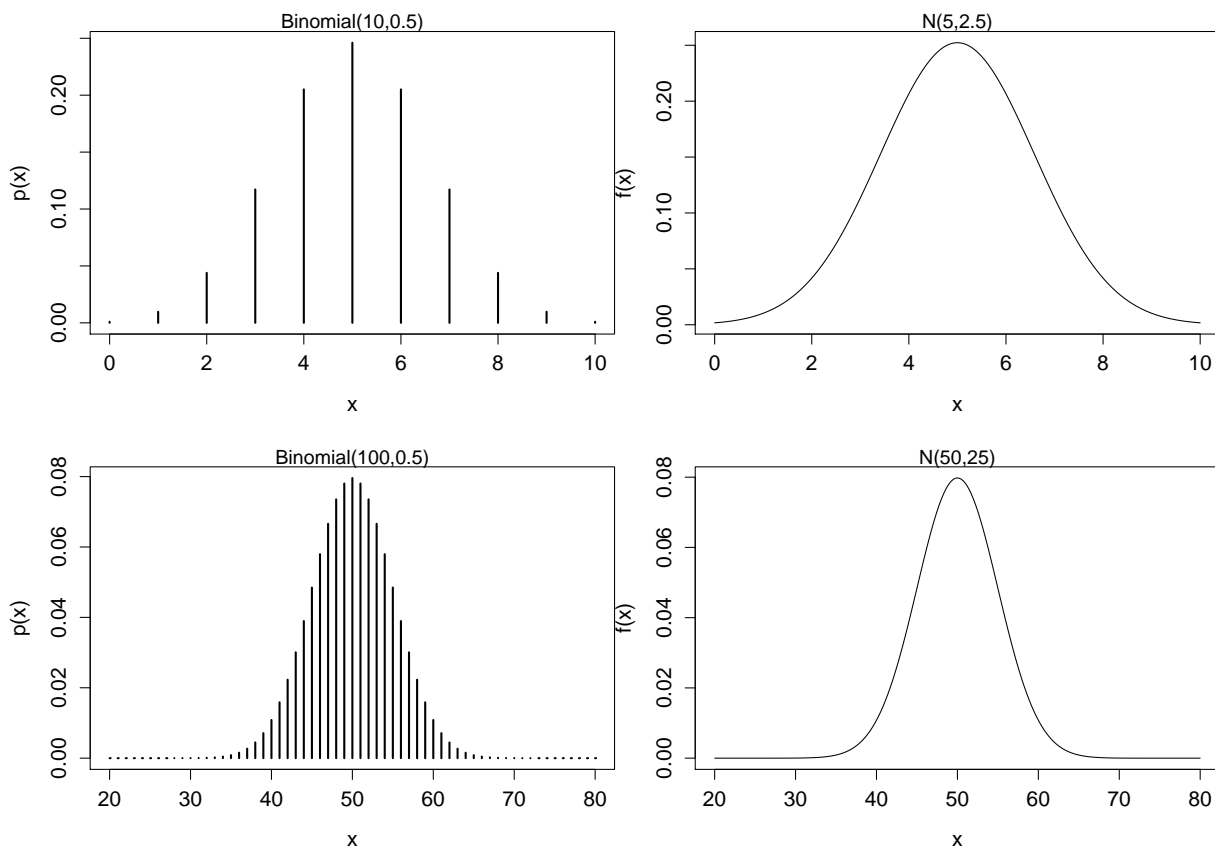 Binomial(10,0.5)
p(x)
0.00
0.10
0.20
0 2 4 6 8 10
x
N(5,2.5)
f(x)
0.00
0.10
0.20
0 2 4 6 8 10
x
Binomial(100,0.5)
p(x)
0.00
0.02
0.04
0.06
0.08
20 30 40 50 60 70 80
x
N(50,25)
f(x)
0.00
0.02
0.04
0.06
0.08
20 30 40 50 60 70 80
x